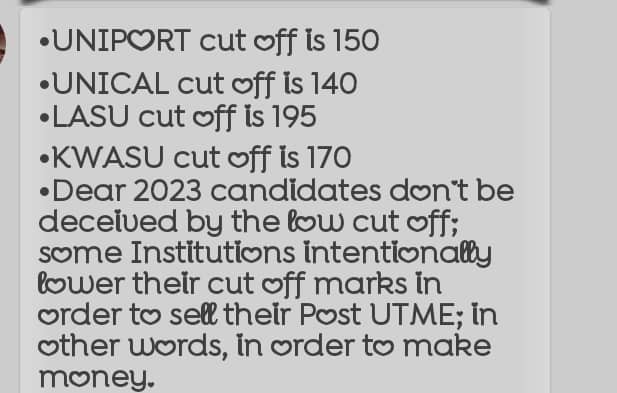 •UNIPORT cut off is 150
•UNICAL cut off is 140
•LASU cut off is 195
•KWASU cut off is 170
•Dear 2023 candidates don't be
deceived by the low cut off;
some Institutions intentionally
lower their cut off marks in
order to sell their Post UTME; in
other words, in order to make
money.